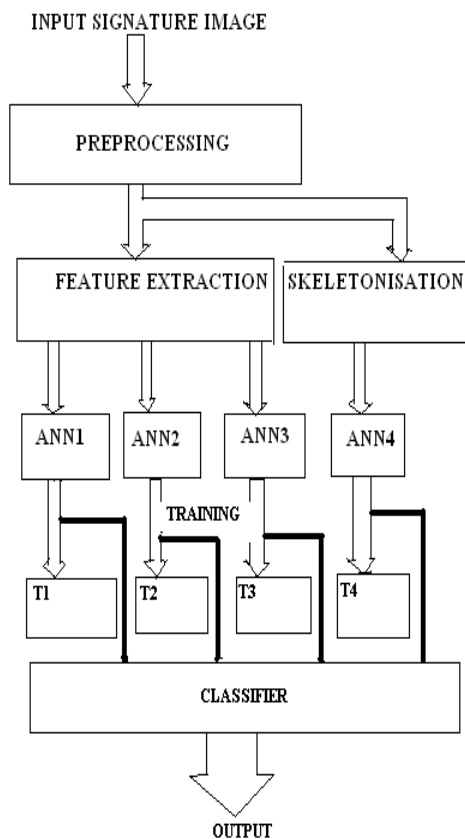 INPUT SIGNATURE IMAGE
PREPROCESSING
FEATURE EXTRACTION
SKELETONISATION
ANN1
ANN2
ANN3
ANN4
TRAINING
T1
T2
T3
T4
CLASSIFIER
OUTPUT